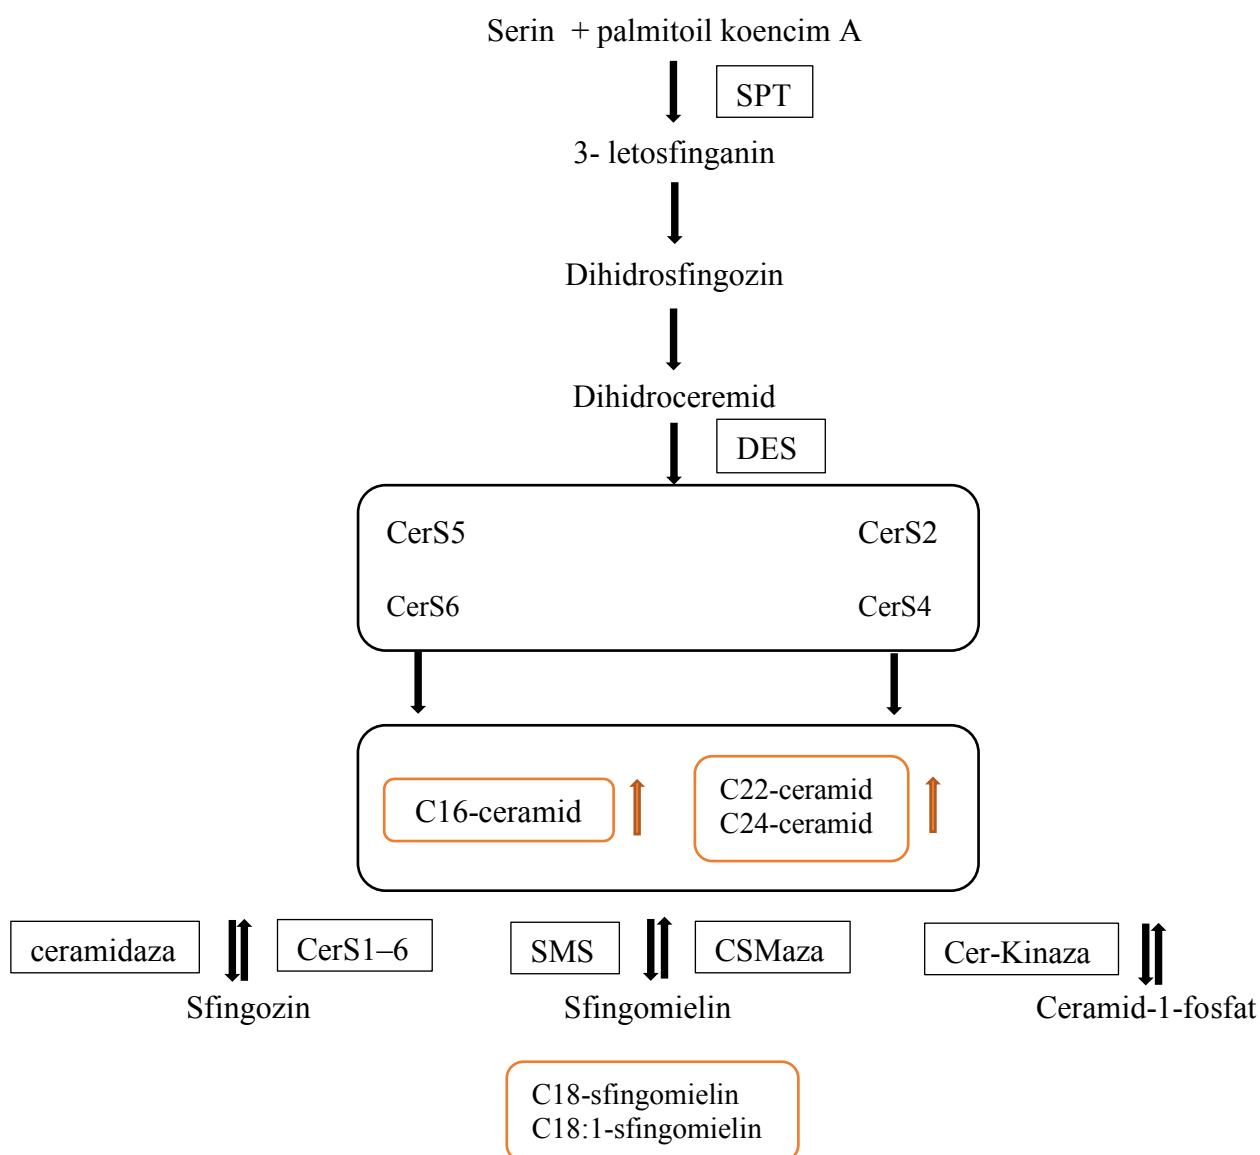 Serin + palmitoil koencim A
SPT
3- letosfinganin
Dihidrosfingozin
Dihidroceremid
DES
CerS5
CerS2
CerS6
CerS4
C16-ceramid
C22-ceramid
C24-ceramid
ceramidaza
CerS1–6
SMS
CSMaza
Cer-Kinaza
Sfingozin
Sfingomielin
Ceramid-1-fosfat
C18-sfingomielin
C18:1-sfingomielin